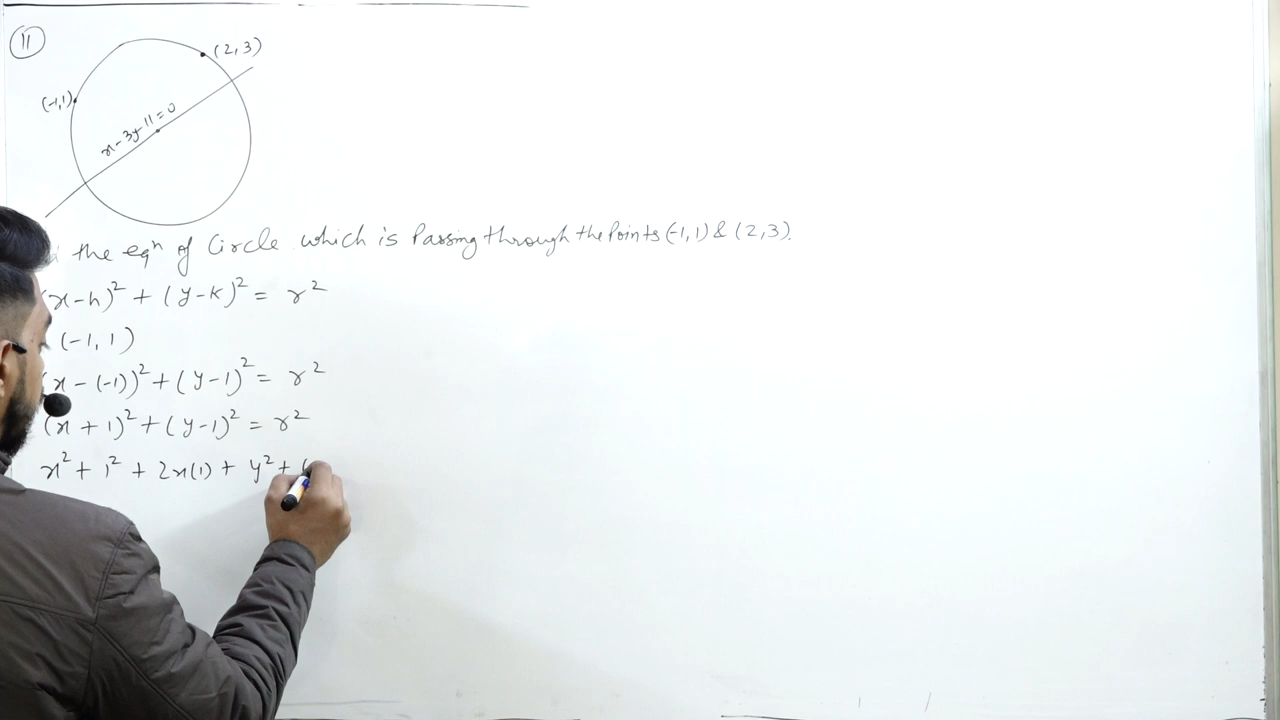 11
(2,3)
(-1,1)
x-3y-11=0
the eqⁿ of Circle which is Passing through the Points (-1,1) & (2,3).
x-h)² + (y-k)² = r²
(-1, 1)
(x-(-1))² + (y-1)² = r²
(x+1)² + (y-1)² = r²
x² + 1² + 2x(1) + y² + (